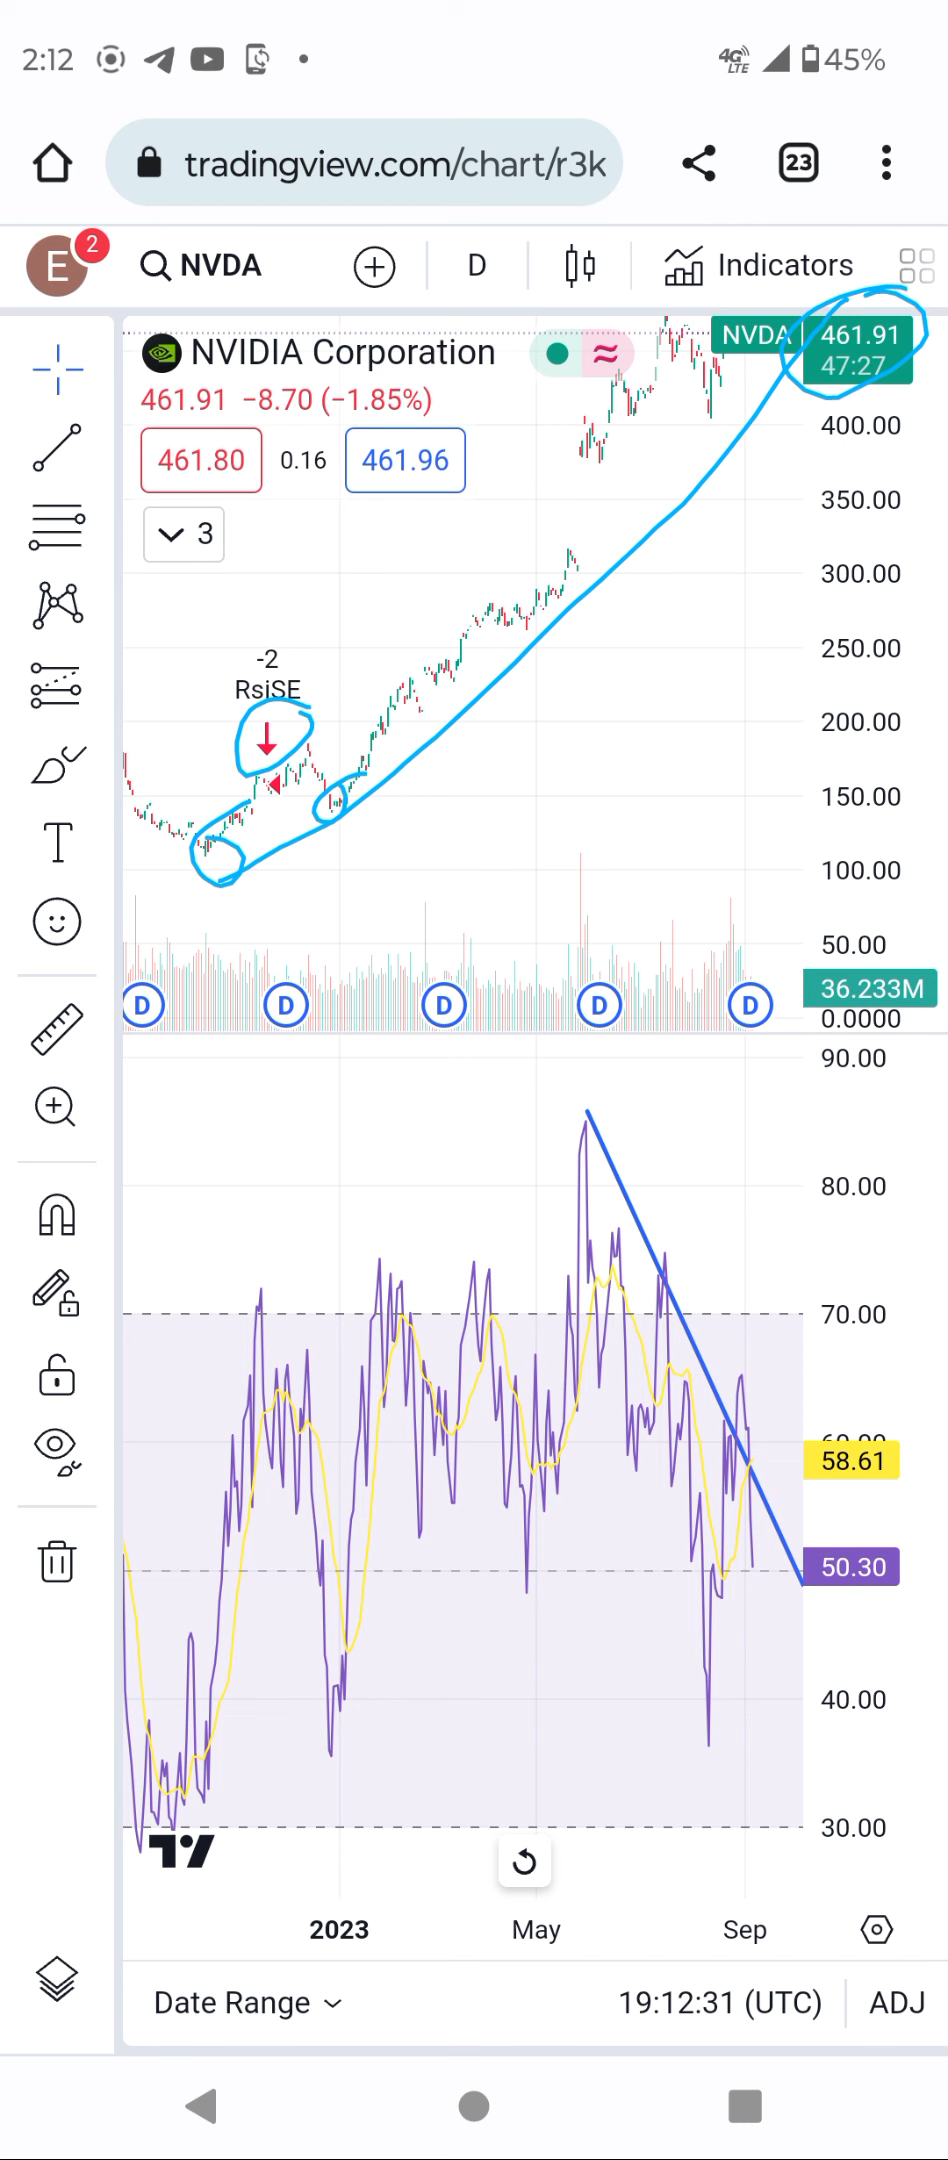 2:12 4G LTE 45%
tradingview.com/chart/r3k 23
E 2 NVDA D Indicators
NVIDIA Corporation NVDA 461.91
47:27
461.91 −8.70 (−1.85%)
400.00
461.80 0.16 461.96
350.00
3
300.00
250.00
-2
RsiSE
200.00
150.00
100.00
50.00
36.233M
D D D D D
0.0000
90.00
80.00
70.00
60.00
58.61
50.30
40.00
30.00
2023 May Sep
Date Range 19:12:31 (UTC) ADJ